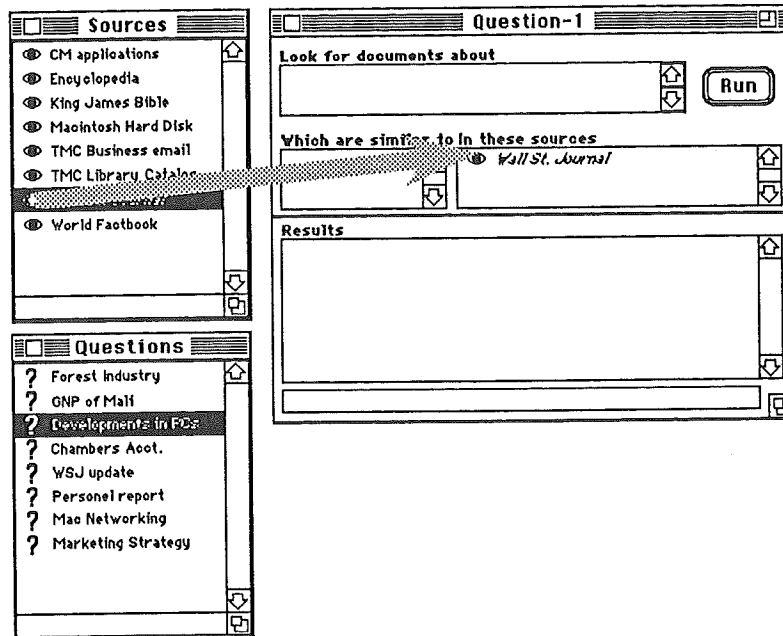 Sources
CM applications
Encyclopedia
King James Bible
Macintosh Hard Disk
TMC Business email
TMC Library Catalog
World Factbook
Questions
Forest Industry
GNP of Mali
Developments in PCs
Chambers Acct.
WSJ update
Personel report
Mac Networking
Marketing Strategy
Question-1
Look for documents about
Run
Which are similar to In these sources
Wall St. Journal
Results